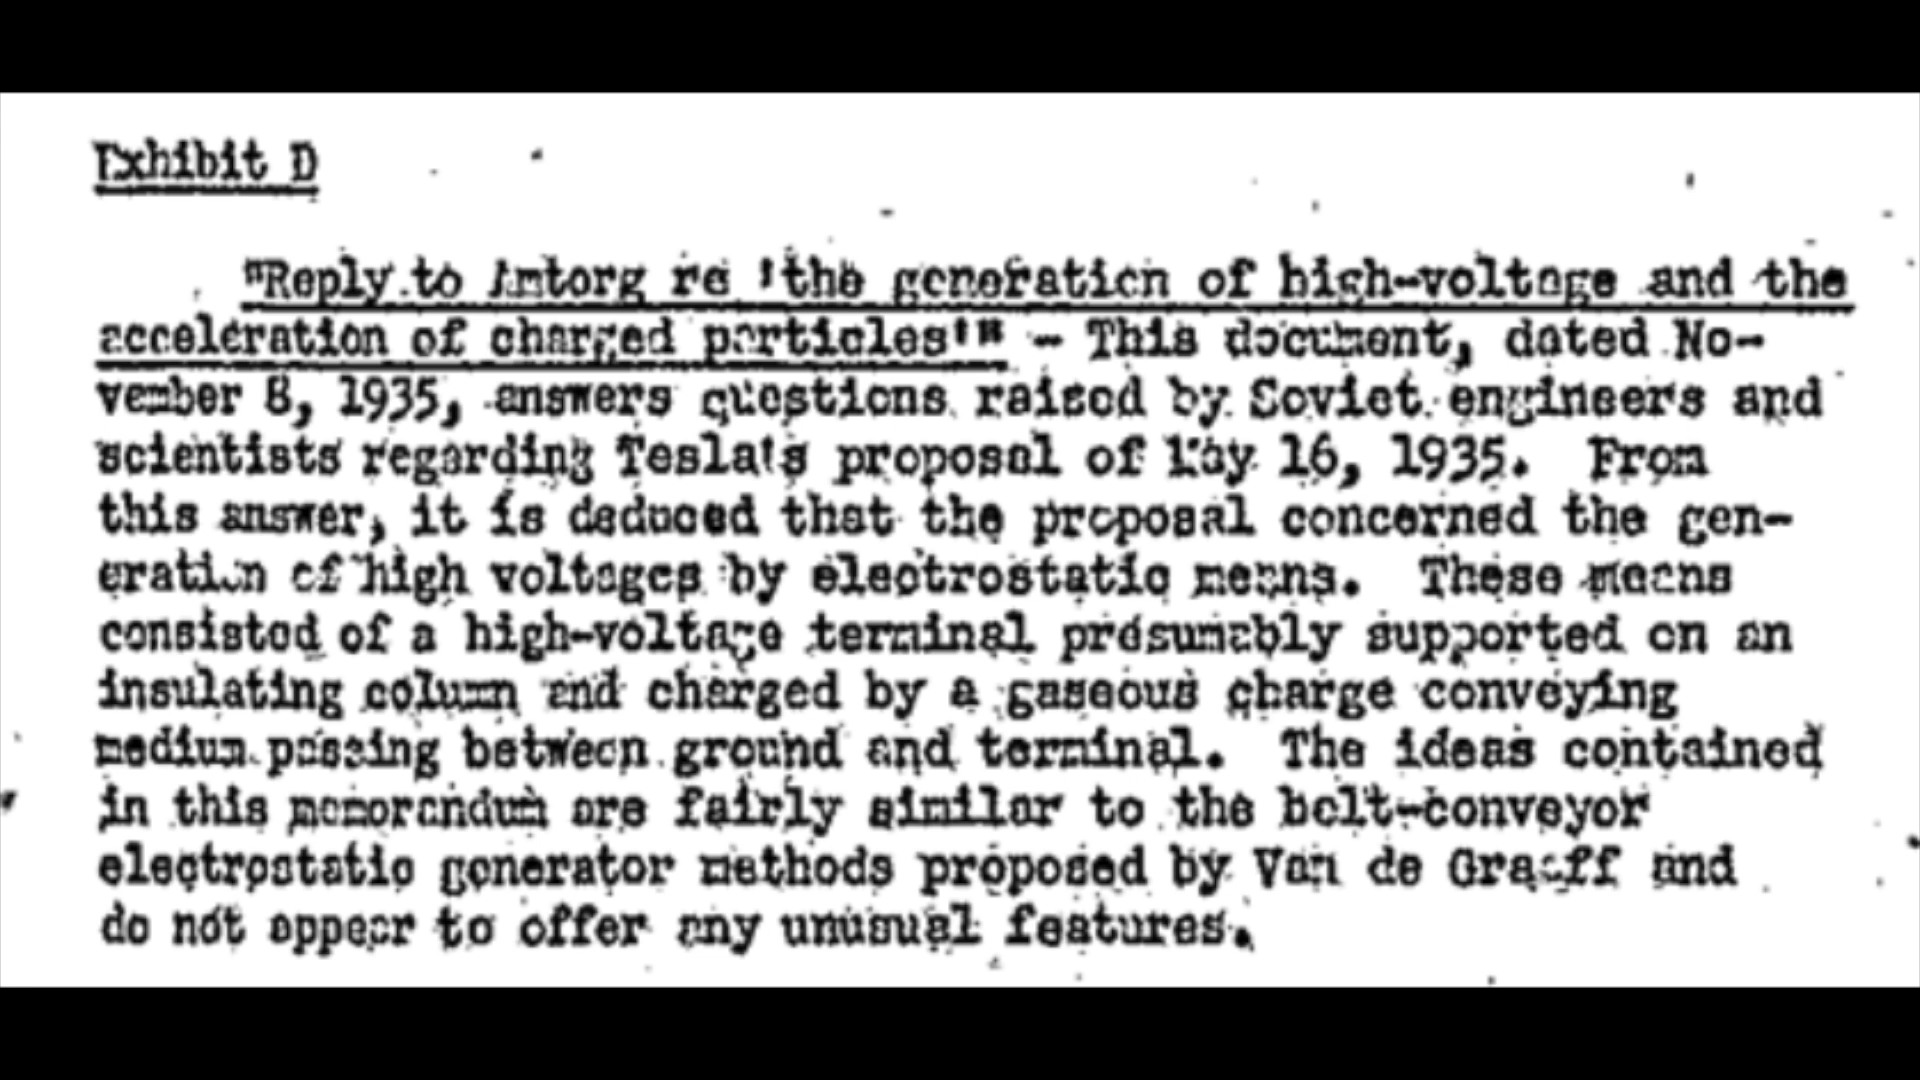 Exhibit D
"Reply to Amtorg re 'the generation of high-voltage and the
acceleration of charged particles'" - This document, dated No-
vember 8, 1935, answers questions raised by Soviet engineers and
scientists regarding Tesla's proposal of May 16, 1935. From
this answer, it is deduced that the proposal concerned the gen-
eration of high voltages by electrostatic means. These means
consisted of a high-voltage terminal presumably supported on an
insulating column and charged by a gaseous charge conveying
medium passing between ground and terminal. The ideas contained
in this memorandum are fairly similar to the belt-conveyor
electrostatic generator methods proposed by Van de Graaff and
do not appear to offer any unusual features.